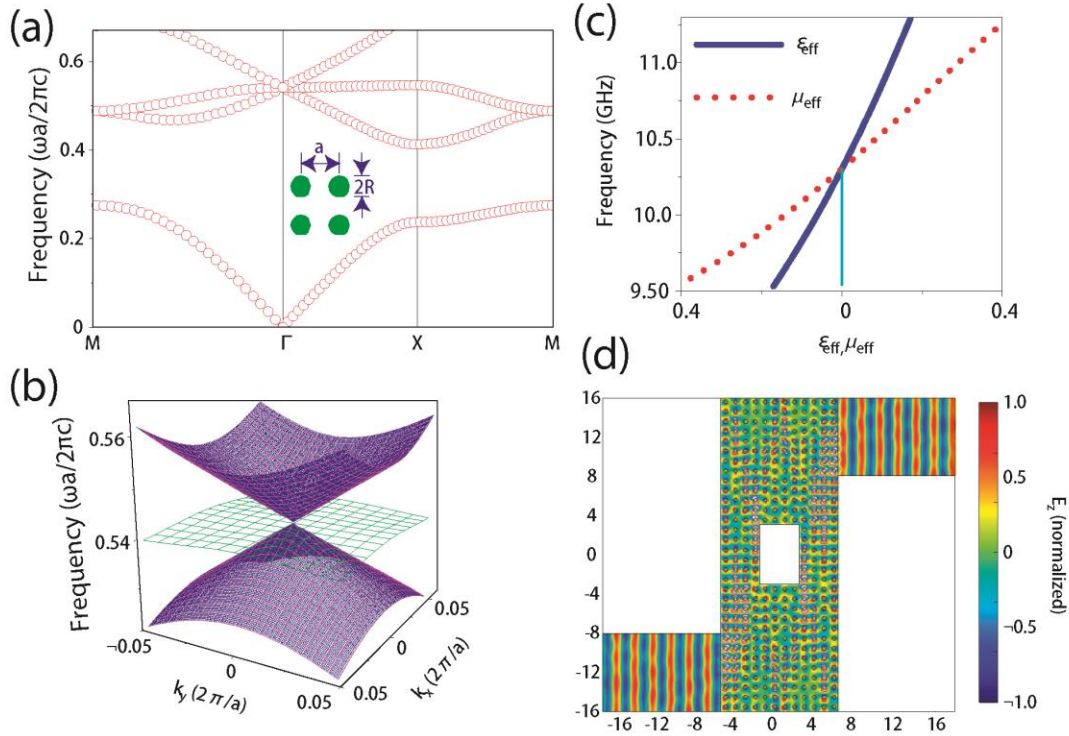 (a)
Frequency (ωa/2πc)
0.6
0.4
0.2
0
M
Γ
X
M
a
2R
(b)
Frequency (ωa/2πc)
0.56
0.54
¬0.05
0
0.05
k_y (2π/a)
0.05
0
0.05
k_x (2π/a)
(c)
Frequency (GHz)
11.0
10.5
10.0
9.50
0.4
0
0.4
ε_eff
μ_eff
ε_eff,μ_eff
(d)
16
12
8
4
0
-4
-8
-12
-16
-16
-12
-8
-4
0
4
8
12
16
1.0
0.5
0
¬0.5
¬1.0
E_z (normalized)